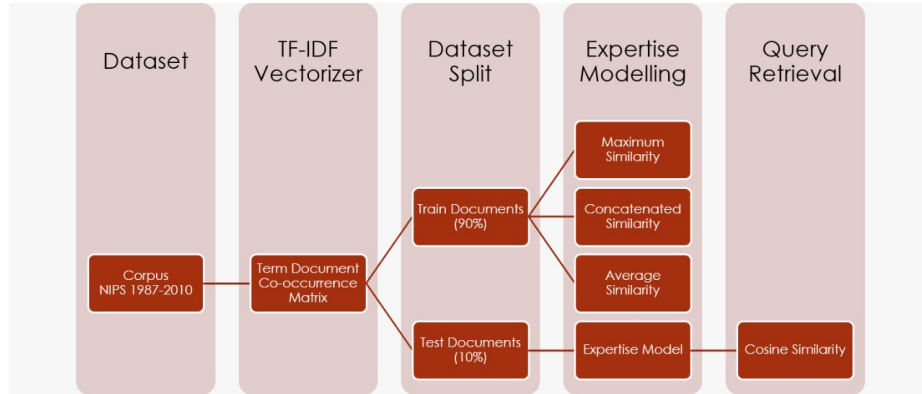 Dataset
TF-IDF
Vectorizer
Dataset
Split
Expertise
Modelling
Query
Retrieval
Corpus
NIPS 1987-2010
Term Document
Co-occurrence
Matrix
Train Documents
(90%)
Test Documents
(10%)
Maximum
Similarity
Concatenated
Similarity
Average
Similarity
Expertise Model
Cosine Similarity